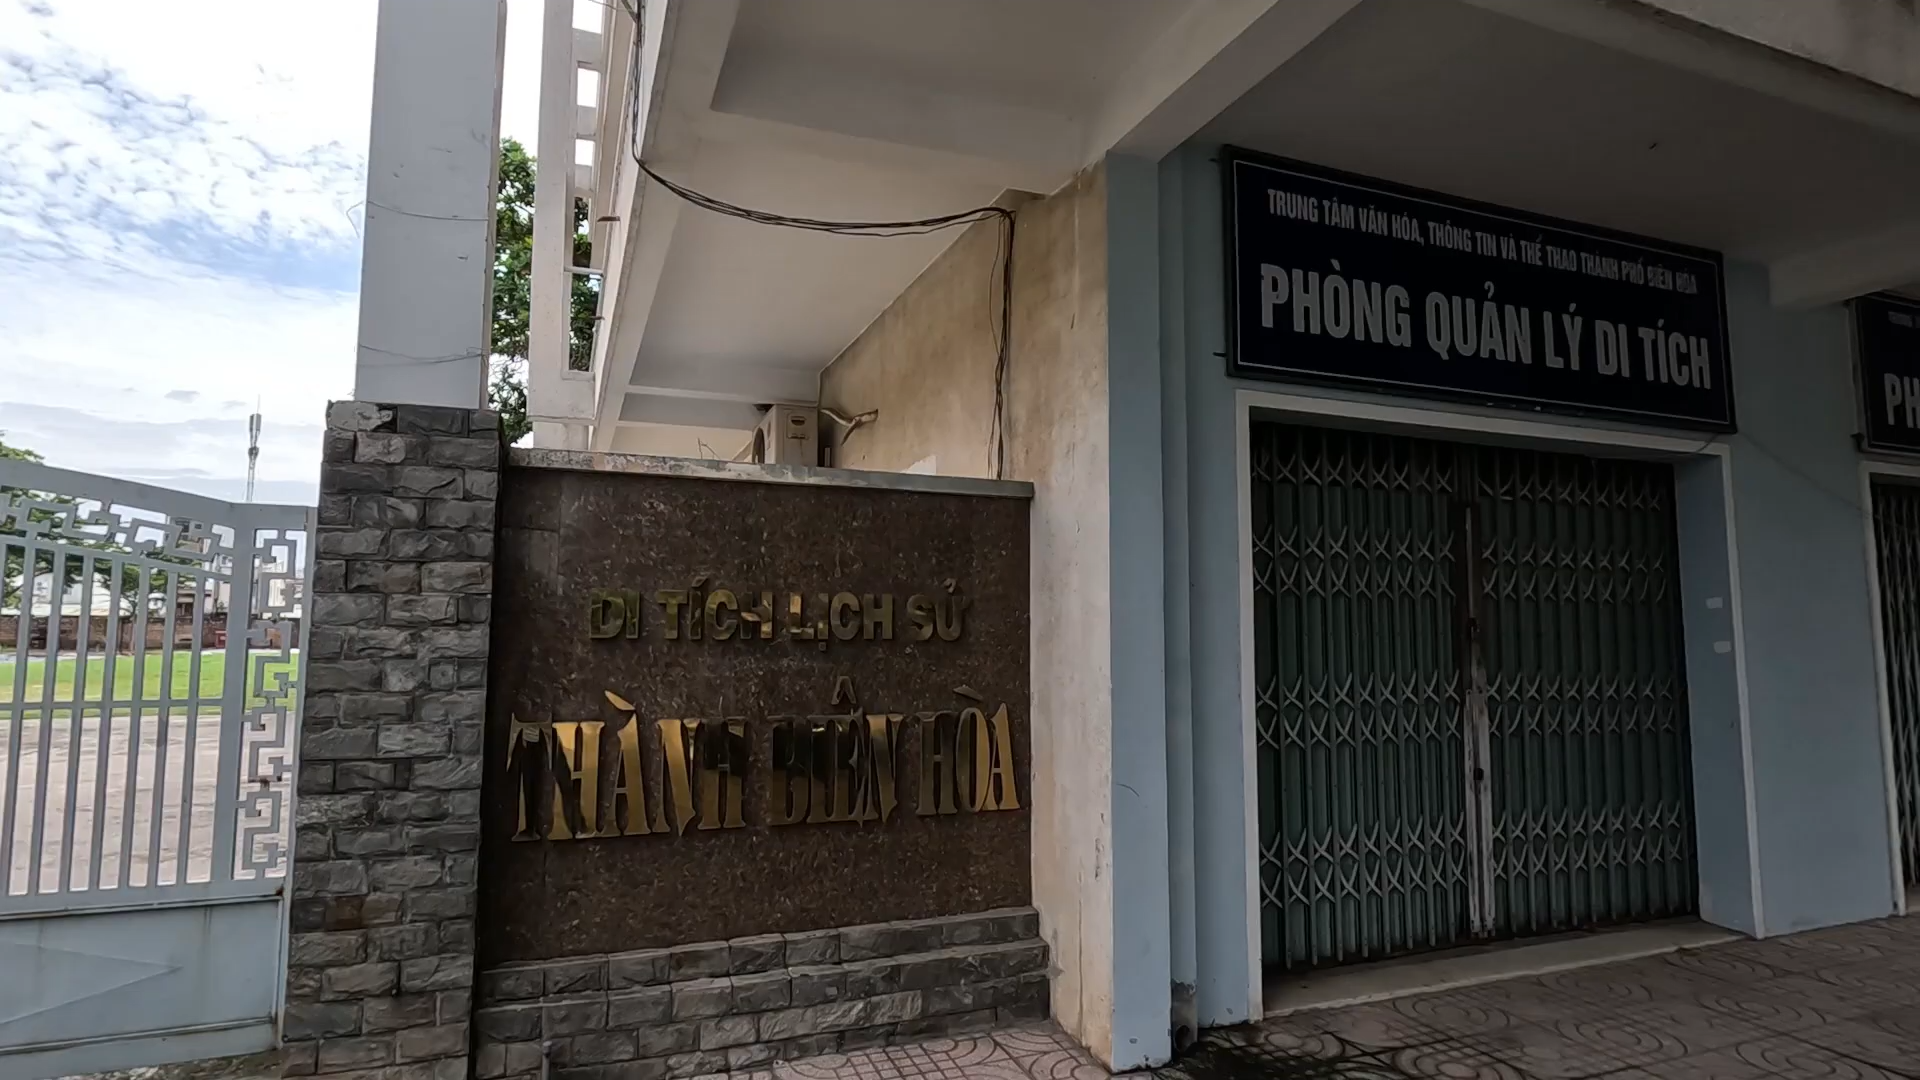 DI TÍCH LỊCH SỬ
THÀNH BIÊN HÒA
TRUNG TÂM VĂN HÓA, THÔNG TIN VÀ THỂ THAO THÀNH PHỐ BIÊN HÒA
PHÒNG QUẢN LÝ DI TÍCH